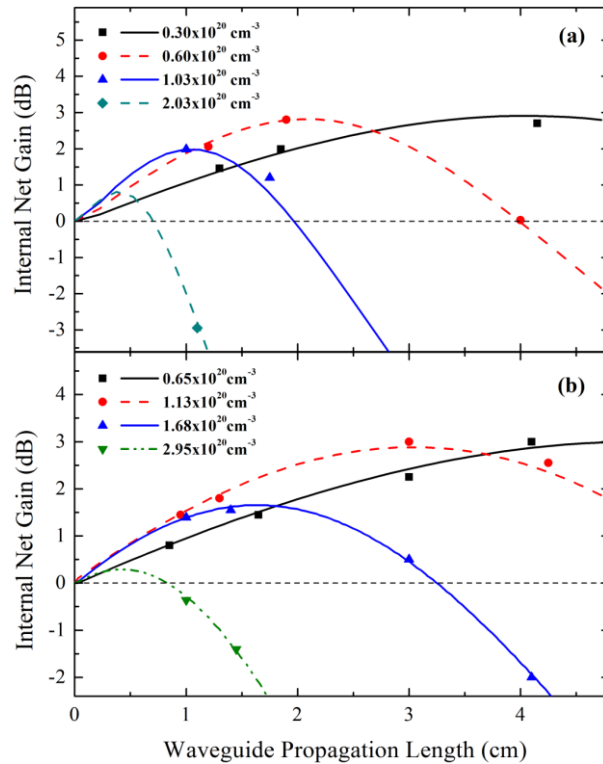 5
4
3
2
1
0
-1
-2
-3
Internal Net Gain (dB)
(a)
0.30x10²⁰ cm⁻³
0.60x10²⁰ cm⁻³
1.03x10²⁰ cm⁻³
2.03x10²⁰ cm⁻³
4
3
2
1
0
-1
-2
Internal Net Gain (dB)
(b)
0.65x10²⁰cm⁻³
1.13x10²⁰cm⁻³
1.68x10²⁰cm⁻³
2.95x10²⁰cm⁻³
0 1 2 3 4
Waveguide Propagation Length (cm)